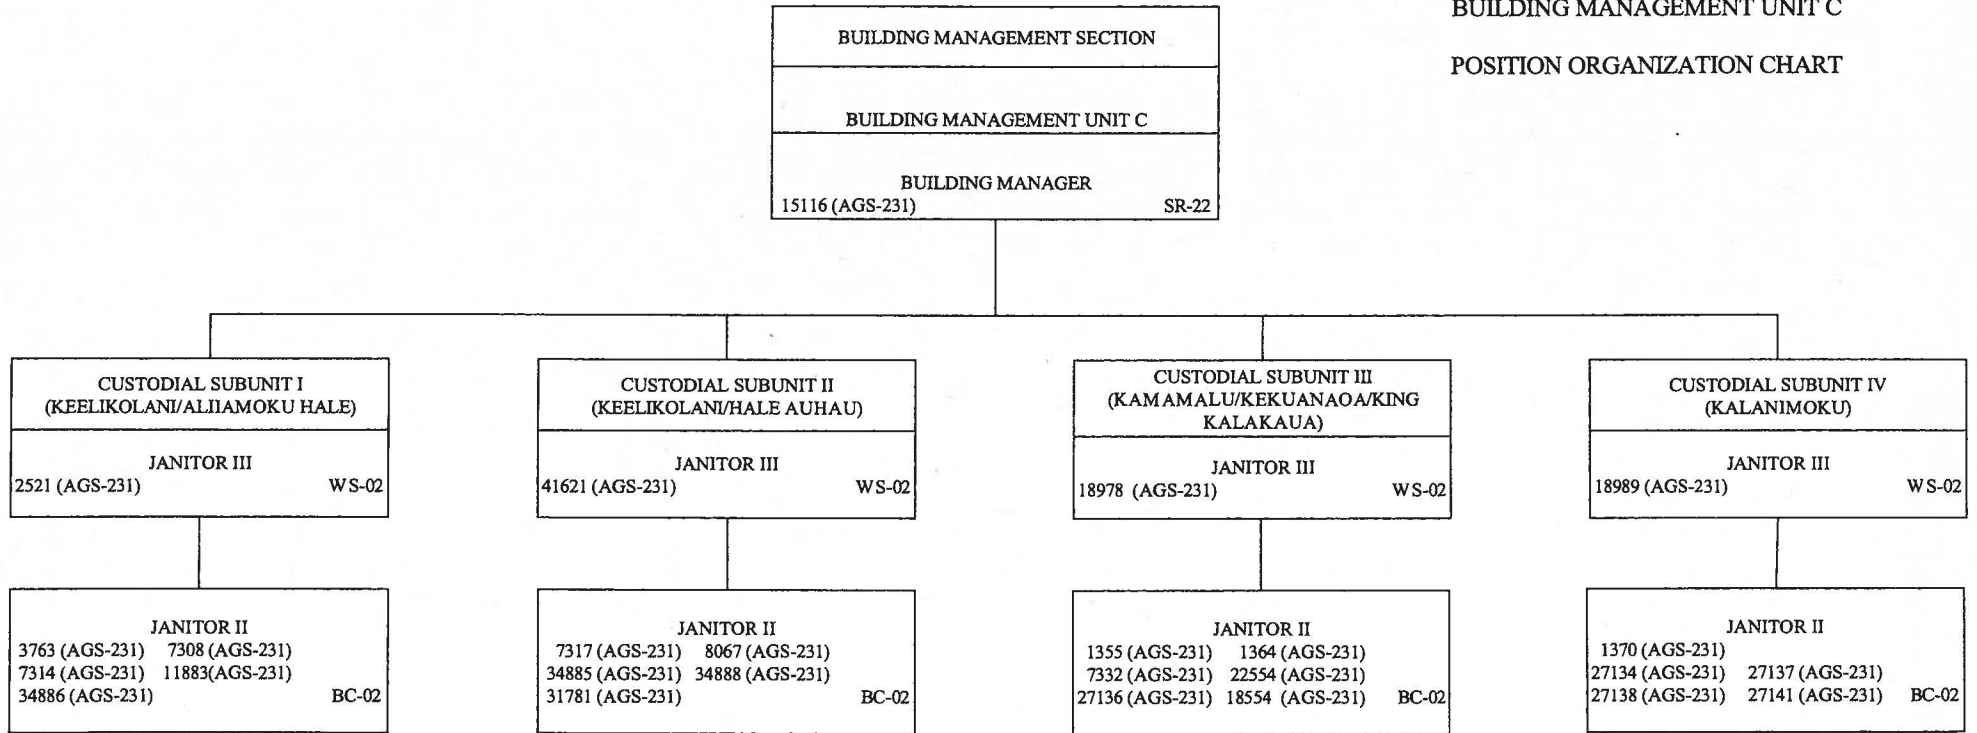 BUILDING MANAGEMENT UNIT C
POSITION ORGANIZATION CHART
BUILDING MANAGEMENT SECTION
BUILDING MANAGEMENT UNIT C
BUILDING MANAGER
15116 (AGS-231) SR-22
CUSTODIAL SUBUNIT I
(KEELIKOLANI/ALIIAMOKU HALE)
JANITOR III
2521 (AGS-231) WS-02
JANITOR II
3763 (AGS-231) 7308 (AGS-231)
7314 (AGS-231) 11883(AGS-231)
34886 (AGS-231) BC-02
CUSTODIAL SUBUNIT II
(KEELIKOLANI/HALE AUHAU)
JANITOR III
41621 (AGS-231) WS-02
JANITOR II
7317 (AGS-231) 8067 (AGS-231)
34885 (AGS-231) 34888 (AGS-231)
31781 (AGS-231) BC-02
CUSTODIAL SUBUNIT III
(KAMAMALU/KEKUANAOA/KING
KALAKAUA)
JANITOR III
18978 (AGS-231) WS-02
JANITOR II
1355 (AGS-231) 1364 (AGS-231)
7332 (AGS-231) 22554 (AGS-231)
27136 (AGS-231) 18554 (AGS-231) BC-02
CUSTODIAL SUBUNIT IV
(KALANIMOKU)
JANITOR III
18989 (AGS-231) WS-02
JANITOR II
1370 (AGS-231)
27134 (AGS-231) 27137 (AGS-231)
27138 (AGS-231) 27141 (AGS-231) BC-02